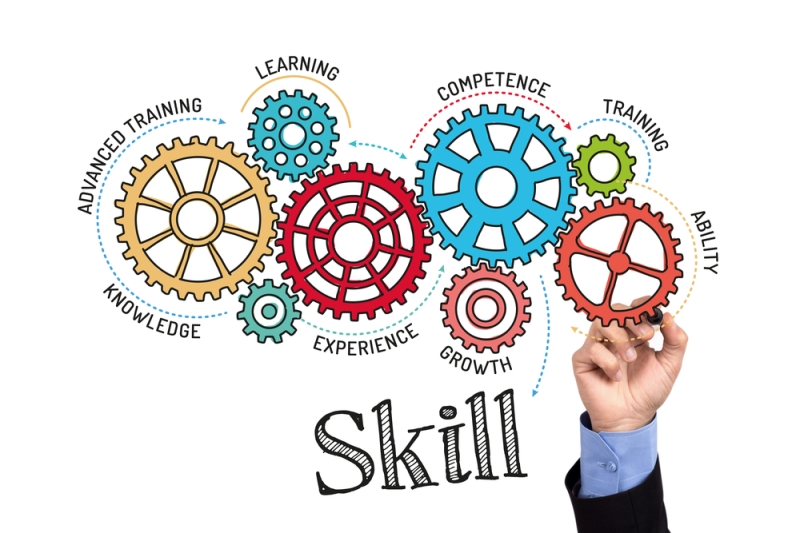 LEARNING
COMPETENCE
ADVANCED TRAINING
TRAINING
ABILITY
KNOWLEDGE
EXPERIENCE
GROWTH
Skill